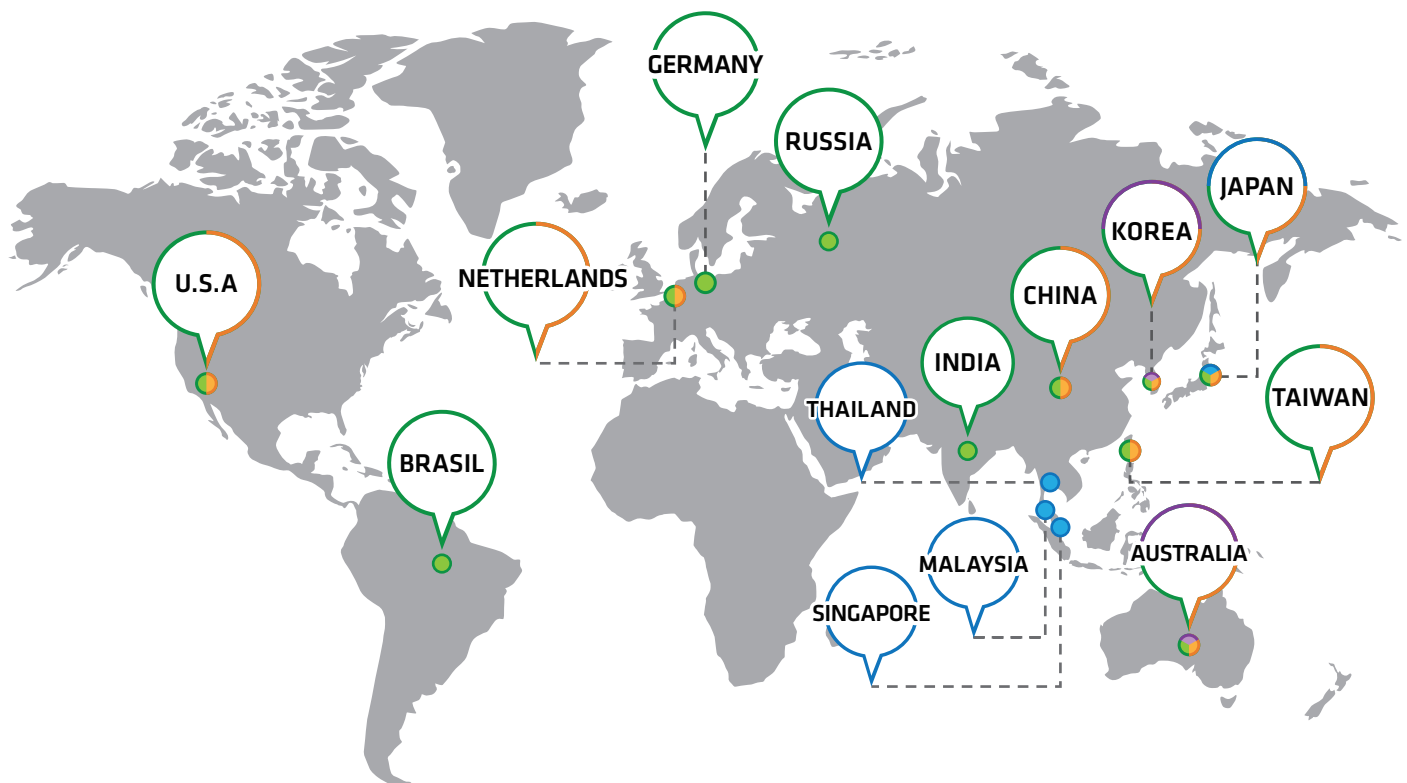 GERMANY
RUSSIA
JAPAN
KOREA
U.S.A
NETHERLANDS
CHINA
INDIA
TAIWAN
THAILAND
BRASIL
AUSTRALIA
MALAYSIA
SINGAPORE